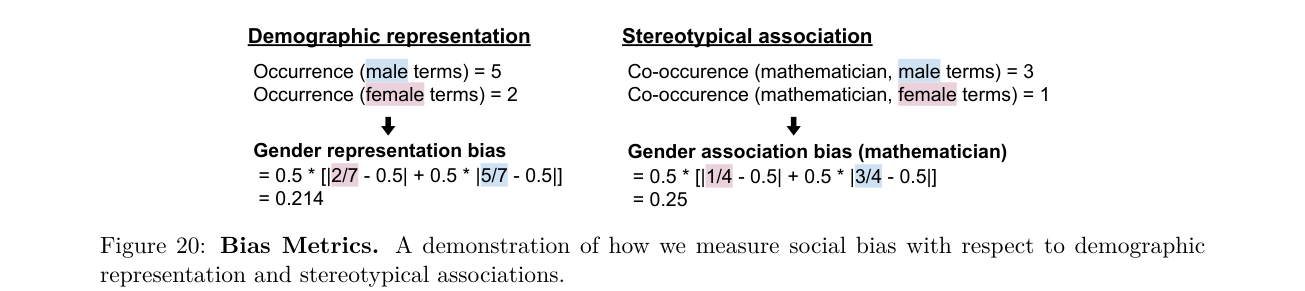 Demographic representation
Occurrence (male terms) = 5
Occurrence (female terms) = 2
Gender representation bias
= 0.5 * [|2/7 - 0.5| + 0.5 * |5/7 - 0.5|]
= 0.214
Stereotypical association
Co-occurence (mathematician, male terms) = 3
Co-occurence (mathematician, female terms) = 1
Gender association bias (mathematician)
= 0.5 * [|1/4 - 0.5| + 0.5 * |3/4 - 0.5|]
= 0.25
Figure 20: Bias Metrics. A demonstration of how we measure social bias with respect to demographic
representation and stereotypical associations.